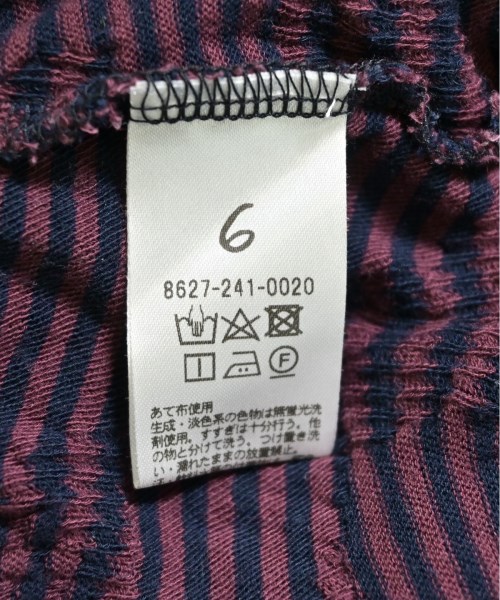 6
8627-241-0020
あて布使用
生成・淡色系の色物は無蛍光洗
剤使用。すすぎは十分行う。他
の物と分けて洗う。つけ置き洗
い・濡れたままの放置禁止。